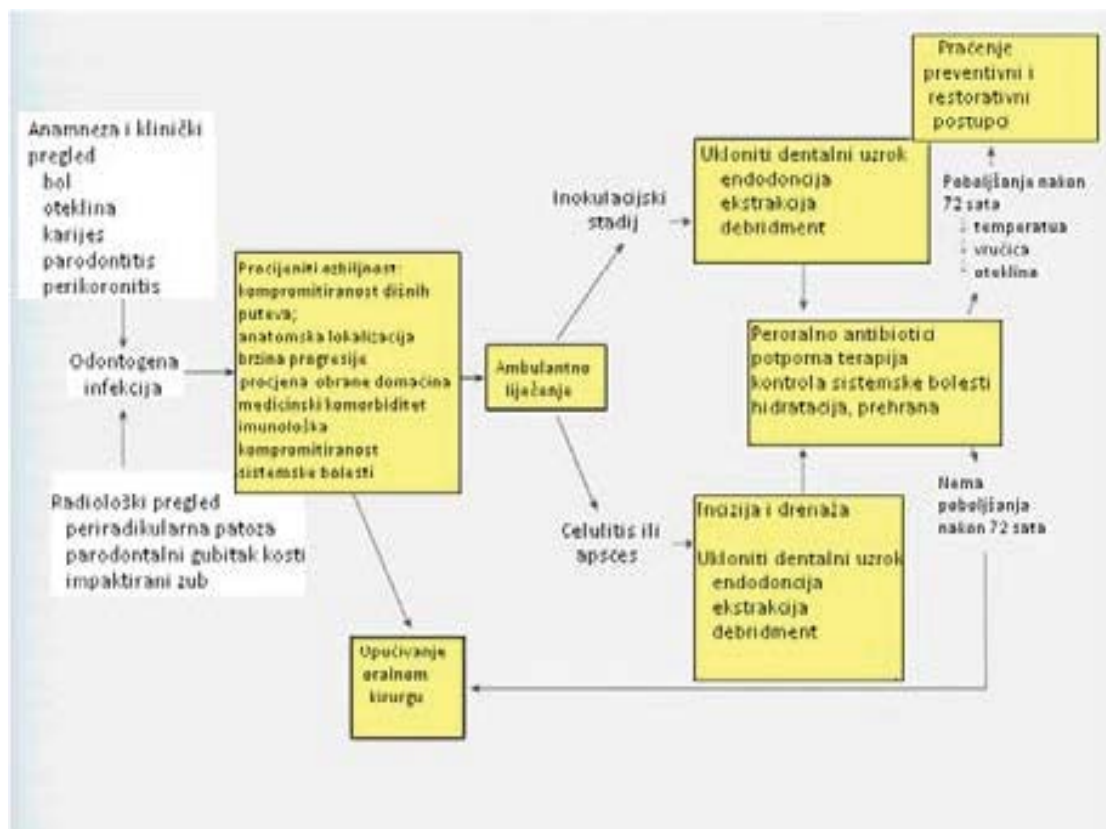 Anamneza i klinički
pregled
bol
oteklina
karijes
parodontitis
perikoronitis
Odontogena
infekcija
Radiološki pregled
periradikularna patoza
parodontalni gubitak kosti
impaktirani zub
Procijeniti ozbiljnost:
kompromitiranost dišnih
puteva;
anatomska lokalizacija
brzina progresije
procjena obrane domaćina
medicinski komorbiditet
imunološka
kompromitiranost
sistemske bolesti
Upućivanje
oralnom
kirurgu
Ambulantno
liječenje
Inokulacijski
stadij
Celulitis ili
apsces
Ukloniti dentalni uzrok
endodoncija
ekstrakcija
debridment
Incizija i drenaža
Ukloniti dentalni uzrok
endodoncija
ekstrakcija
debridment
Peroralno antibiotici
potporna terapija
kontrola sistemske bolesti
hidratacija, prehrana
Poboljšanja nakon
72 sata
temperatua
vrućica
oteklina
Praćenje
preventivni i
restorativni
postupci
Nema
poboljšanja
nakon 72 sata